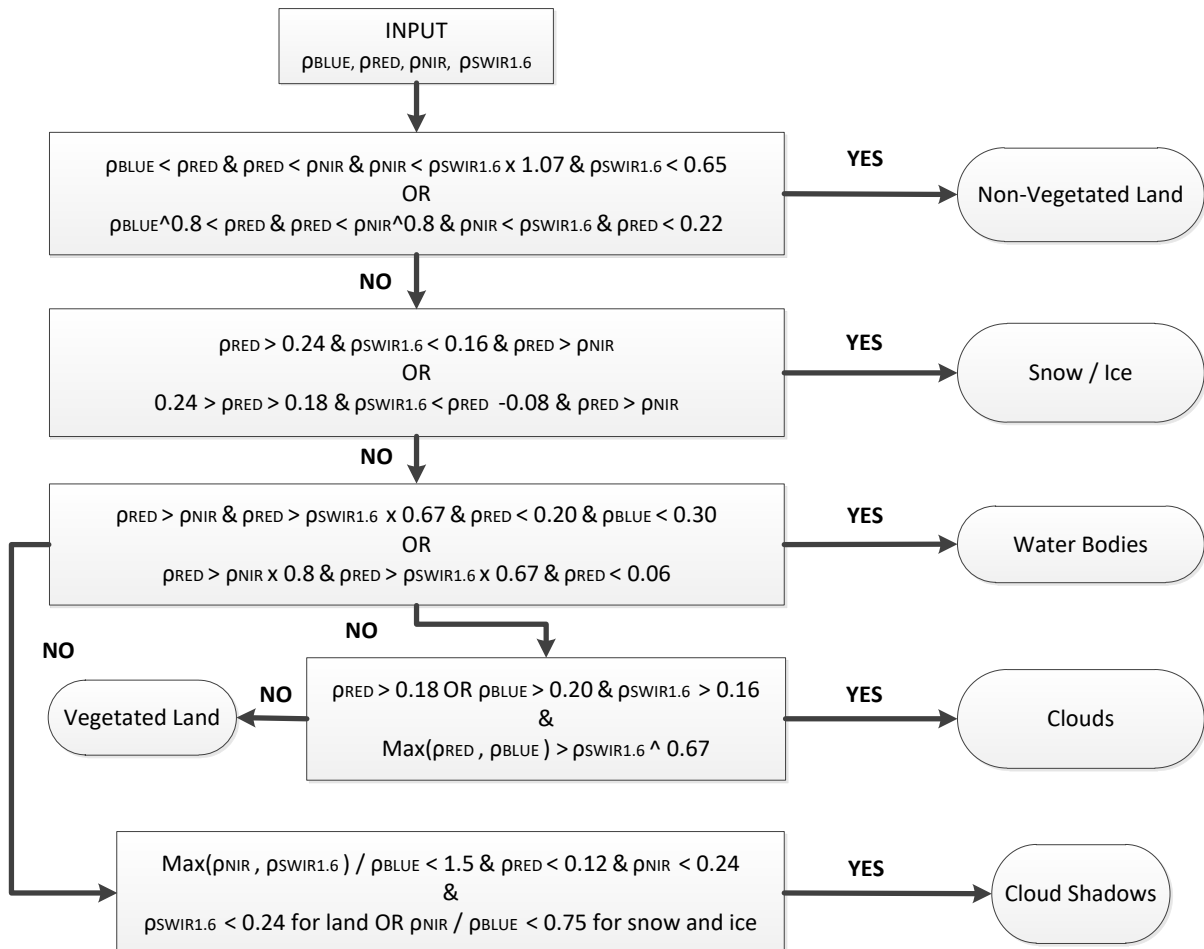 INPUT
ρBLUE, ρRED, ρNIR, ρSWIR1.6
ρBLUE < ρRED & ρRED < ρNIR & ρNIR < ρSWIR1.6 x 1.07 & ρSWIR1.6 < 0.65
OR
ρBLUE^0.8 < ρRED & ρRED < ρNIR^0.8 & ρNIR < ρSWIR1.6 & ρRED < 0.22
YES
Non-Vegetated Land
NO
ρRED > 0.24 & ρSWIR1.6 < 0.16 & ρRED > ρNIR
OR
0.24 > ρRED > 0.18 & ρSWIR1.6 < ρRED -0.08 & ρRED > ρNIR
YES
Snow / Ice
NO
ρRED > ρNIR & ρRED > ρSWIR1.6 x 0.67 & ρRED < 0.20 & ρBLUE < 0.30
OR
ρRED > ρNIR x 0.8 & ρRED > ρSWIR1.6 x 0.67 & ρRED < 0.06
YES
Water Bodies
NO
NO
ρRED > 0.18 OR ρBLUE > 0.20 & ρSWIR1.6 > 0.16
&
Max(ρRED , ρBLUE ) > ρSWIR1.6 ^ 0.67
NO
Vegetated Land
YES
Clouds
Max(ρNIR , ρSWIR1.6 ) / ρBLUE < 1.5 & ρRED < 0.12 & ρNIR < 0.24
&
ρSWIR1.6 < 0.24 for land OR ρNIR / ρBLUE < 0.75 for snow and ice
YES
Cloud Shadows